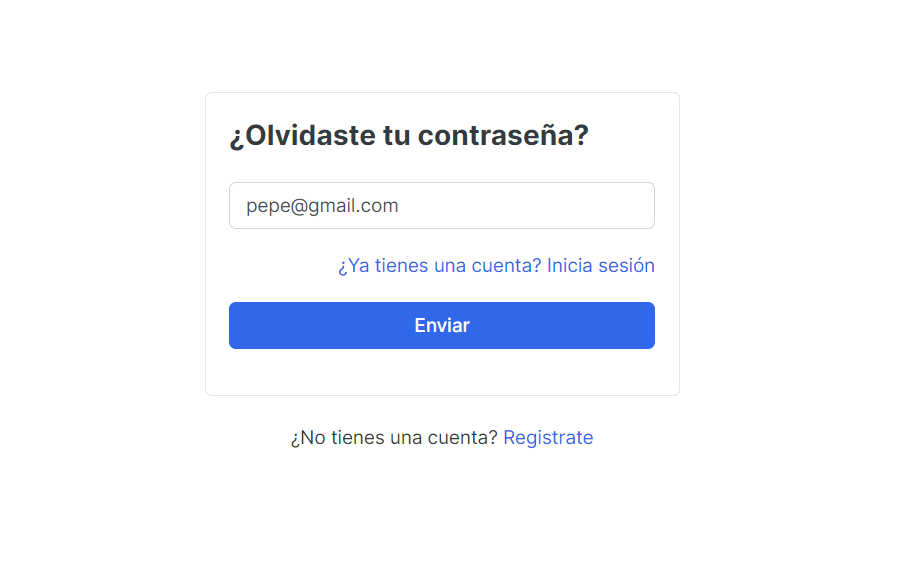 ¿Olvidaste tu contraseña?
pepe@gmail.com
¿Ya tienes una cuenta? Inicia sesión
Enviar
¿No tienes una cuenta? Registrate